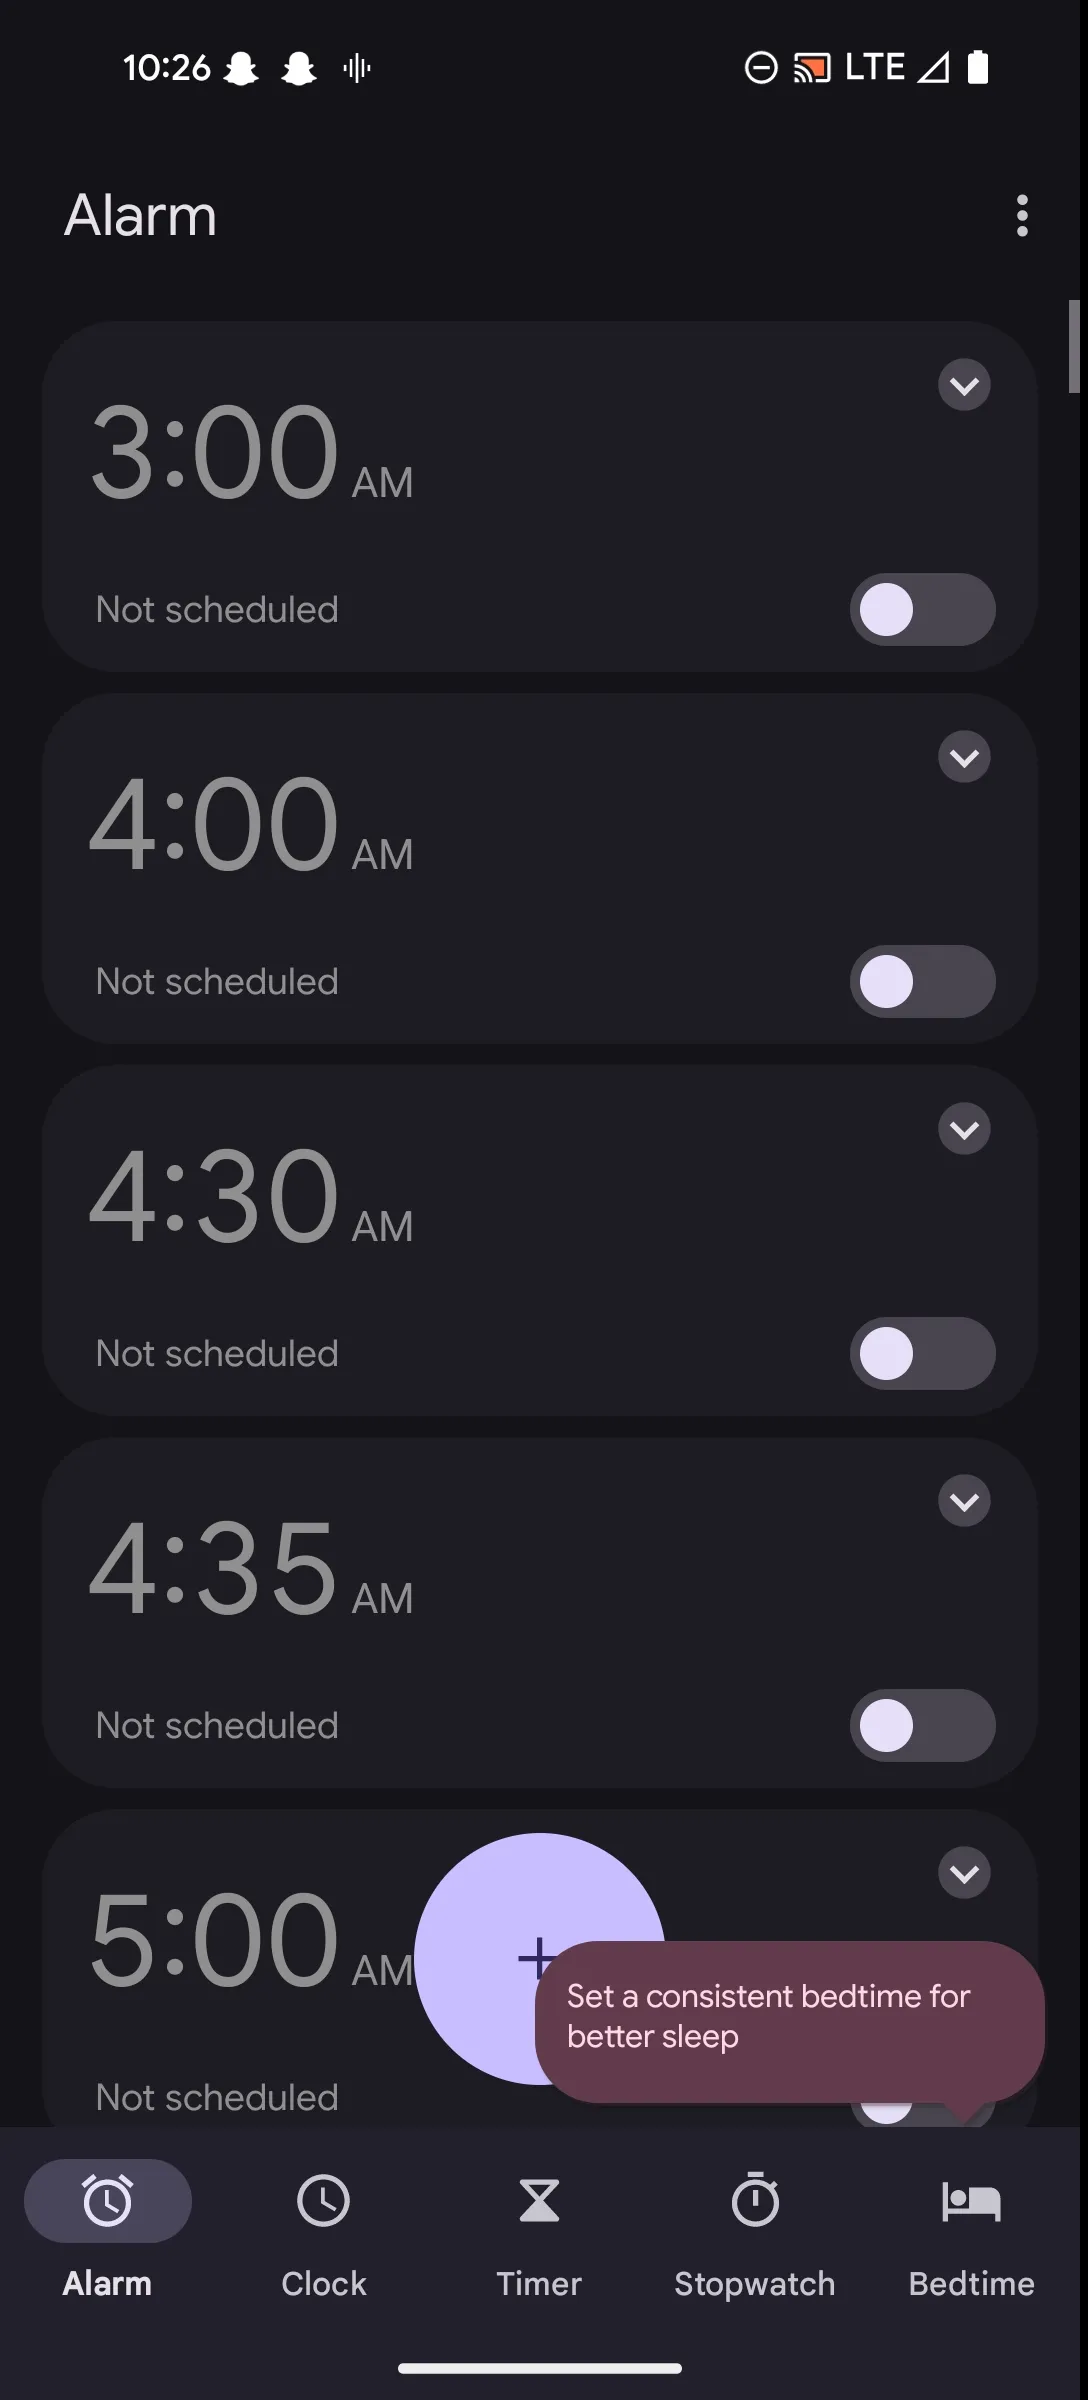 10:26
LTE
Alarm
3:00 AM
Not scheduled
4:00 AM
Not scheduled
4:30 AM
Not scheduled
4:35 AM
Not scheduled
5:00 AM
Set a consistent bedtime for
better sleep
Not scheduled
Alarm
Clock
Timer
Stopwatch
Bedtime